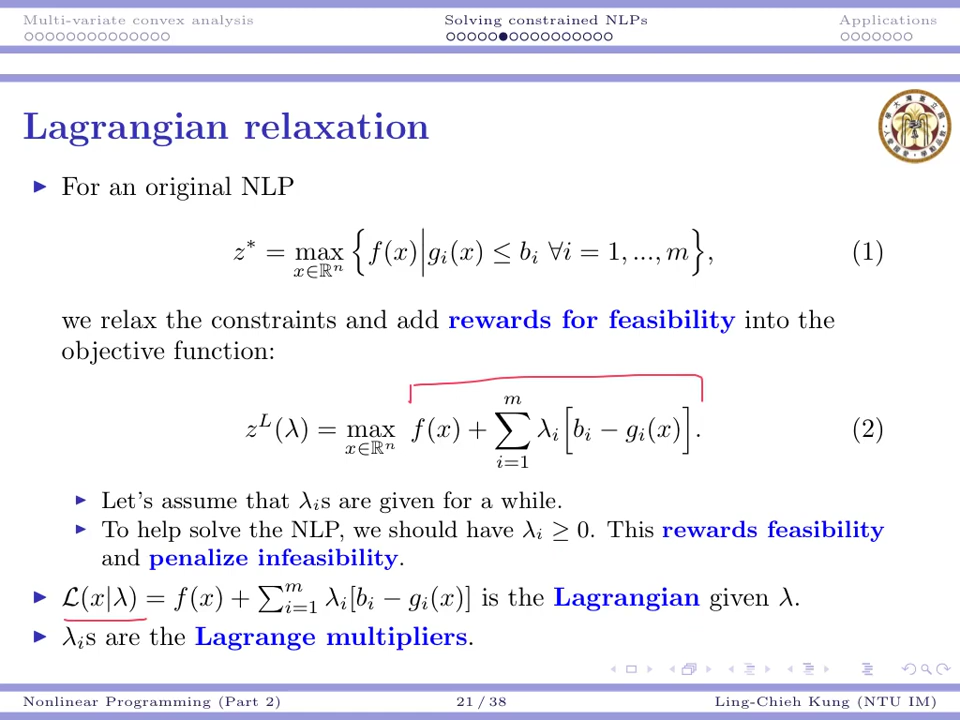 Multi-variate convex analysis Solving constrained NLPs Applications
Lagrangian relaxation
▶ For an original NLP
z* = max_{x∈ℝⁿ} { f(x) | g_i(x) ≤ b_i ∀i = 1, ..., m }, (1)
we relax the constraints and add rewards for feasibility into the
objective function:
z^L(λ) = max_{x∈ℝⁿ} f(x) + ∑_{i=1}^{m} λ_i [ b_i − g_i(x) ]. (2)
▶ Let's assume that λ_i s are given for a while.
▶ To help solve the NLP, we should have λ_i ≥ 0. This rewards feasibility
and penalize infeasibility.
▶ ℒ(x|λ) = f(x) + ∑_{i=1}^{m} λ_i[b_i − g_i(x)] is the Lagrangian given λ.
▶ λ_i s are the Lagrange multipliers.
Nonlinear Programming (Part 2) 21 / 38 Ling-Chieh Kung (NTU IM)